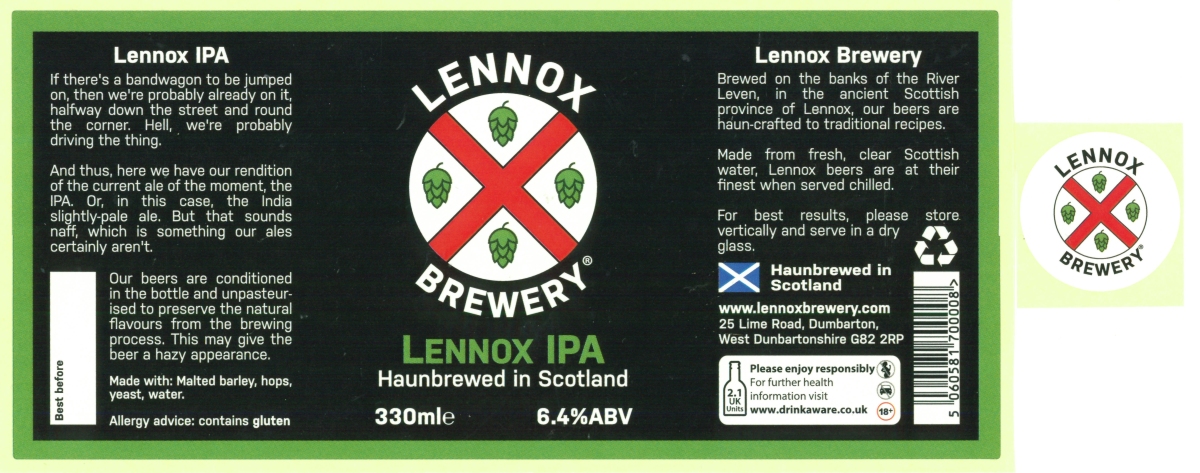 Lennox IPA
If there's a bandwagon to be jumped
on, then we're probably already on it,
halfway down the street and round
the corner. Hell, we're probably
driving the thing.
And thus, here we have our rendition
of the current ale of the moment, the
IPA. Or, in this case, the India
slightly-pale ale. But that sounds
naff, which is something our ales
certainly aren't.
Our beers are conditioned
in the bottle and unpasteur-
ised to preserve the natural
flavours from the brewing
process. This may give the
beer a hazy appearance.
Made with: Malted barley, hops,
yeast, water.
Allergy advice: contains gluten
Best before
LENNOX
BREWERY®
LENNOX IPA
Haunbrewed in Scotland
330ml℮ 6.4%ABV
Lennox Brewery
Brewed on the banks of the River
Leven, in the ancient Scottish
province of Lennox, our beers are
haun-crafted to traditional recipes.
Made from fresh, clear Scottish
water, Lennox beers are at their
finest when served chilled.
For best results, please store
vertically and serve in a dry
glass.
Haunbrewed in
Scotland
www.lennoxbrewery.com
25 Lime Road, Dumbarton,
West Dunbartonshire G82 2RP
2.1
UK
Units
Please enjoy responsibly
For further health
information visit
www.drinkaware.co.uk
18+
5 060581 700008 >
LENNOX
BREWERY®